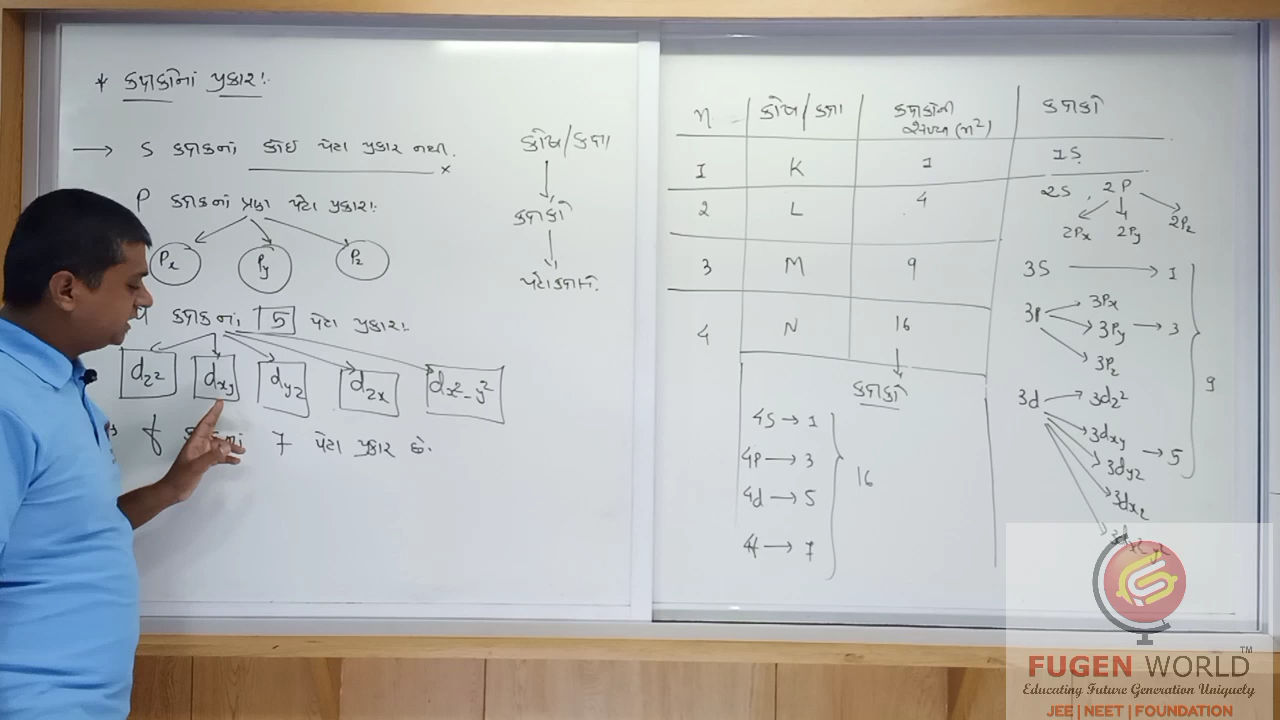 * કક્ષકોનાં પ્રકાર:
→ S કક્ષકનાં કોઈ પેટા પ્રકાર નથી.
P કક્ષકનાં ત્રણ પેટા પ્રકાર:
Px Py Pz
d કક્ષકનાં 5 પેટા પ્રકાર:
dz² dxy dyz dzx dx²-y²
f કક્ષકમાં 7 પેટા પ્રકાર છે.
કોષ/કક્ષા
↓
કક્ષકો
↓
n કોષ/કક્ષા કક્ષકોની સંખ્યા (n²) કક્ષકો
1 K 1 1S
2 L 4 2S, 2P
2Px 2Py 2Pz
3 M 9 3S → 1
3P 3Px
3Py → 3
3Pz
3d 3dz²
3dxy → 5
3dyz
3dxz
9
4 N 16
↓
કક્ષકો
4S → 1
4P → 3
4d → 5
4f → 7
16
FUGEN WORLD™
Educating Future Generation Uniquely
JEE | NEET | FOUNDATION